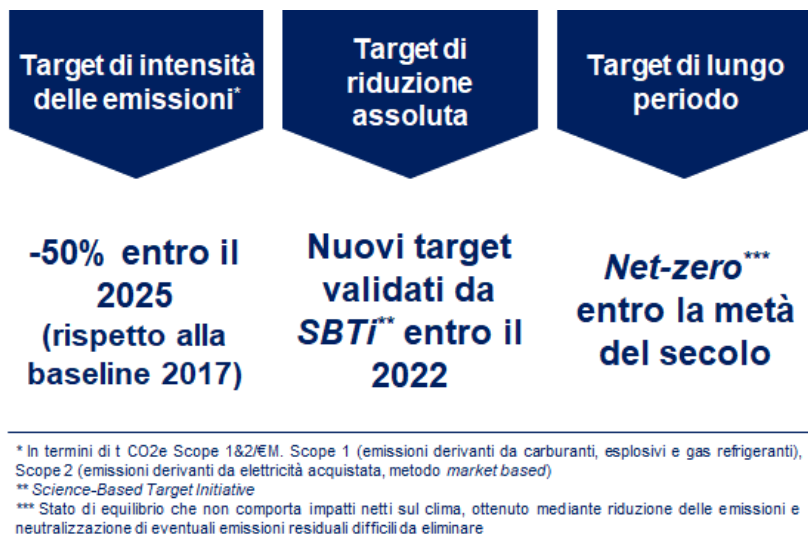 Target di intensità
delle emissioni*
Target di
riduzione
assoluta
Target di lungo
periodo
-50% entro il
2025
(rispetto alla
baseline 2017)
Nuovi target
validati da
SBTi** entro il
2022
Net-zero***
entro la metà
del secolo
* In termini di t CO2e Scope 1&2/€M. Scope 1 (emissioni derivanti da carburanti, esplosivi e gas refrigeranti),
Scope 2 (emissioni derivanti da elettricità acquistata, metodo market based)
** Science-Based Target Initiative
*** Stato di equilibrio che non comporta impatti netti sul clima, ottenuto mediante riduzione delle emissioni e
neutralizzazione di eventuali emissioni residuali difficili da eliminare